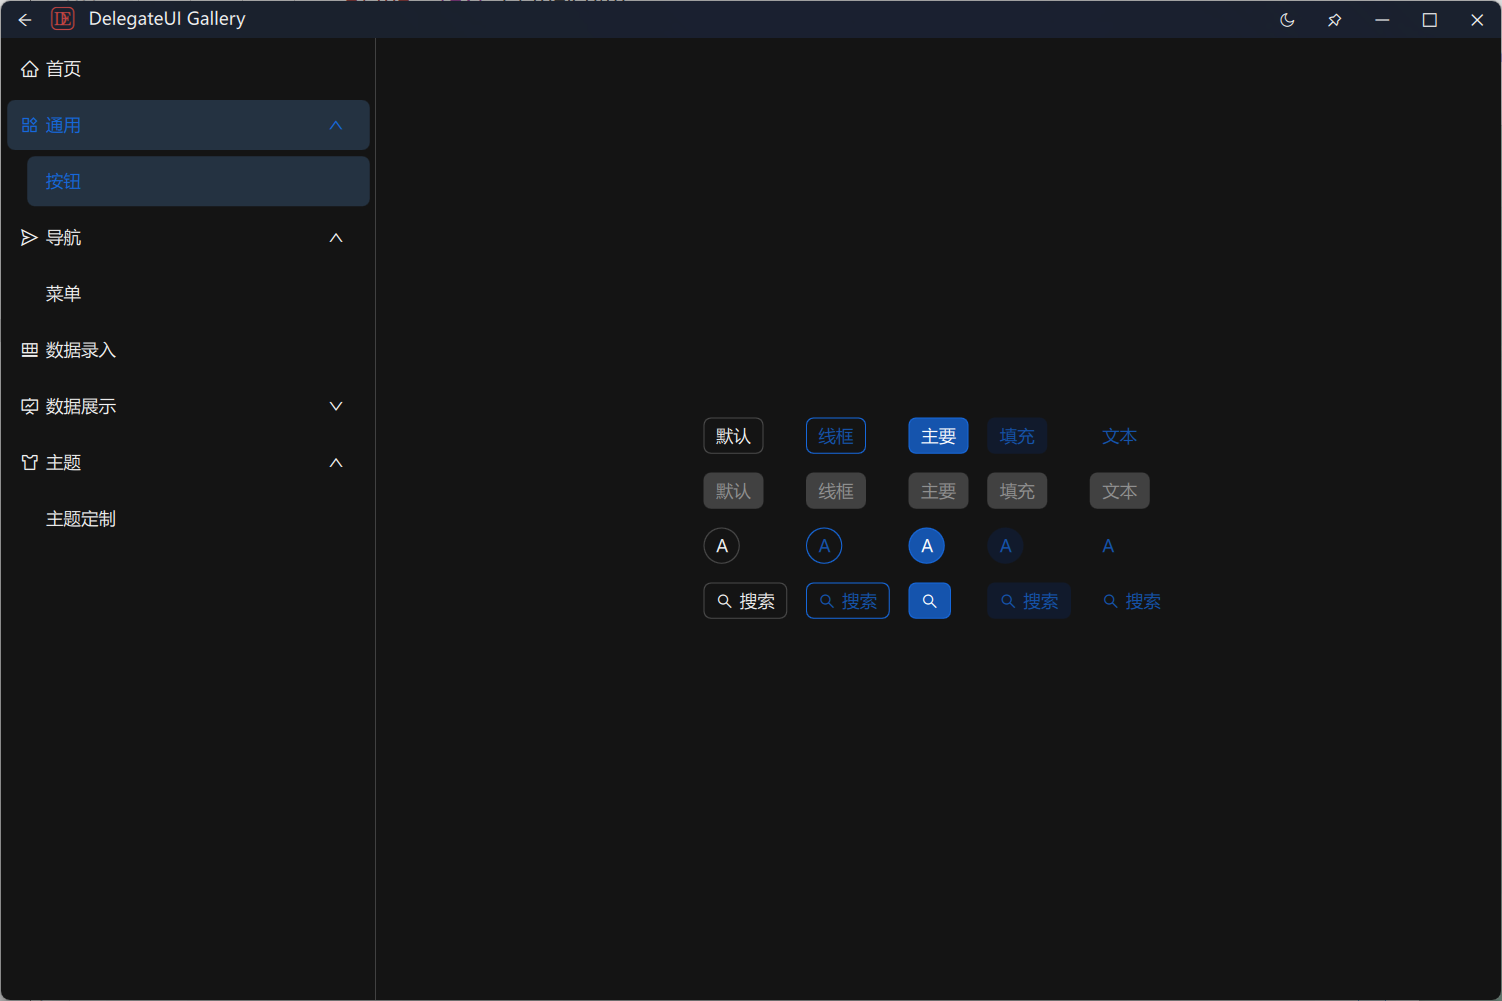 DelegateUI Gallery
首页
通用
按钮
导航
菜单
数据录入
数据展示
主题
主题定制
默认 线框 主要 填充 文本
默认 线框 主要 填充 文本
A A A A A
搜索 搜索 搜索 搜索